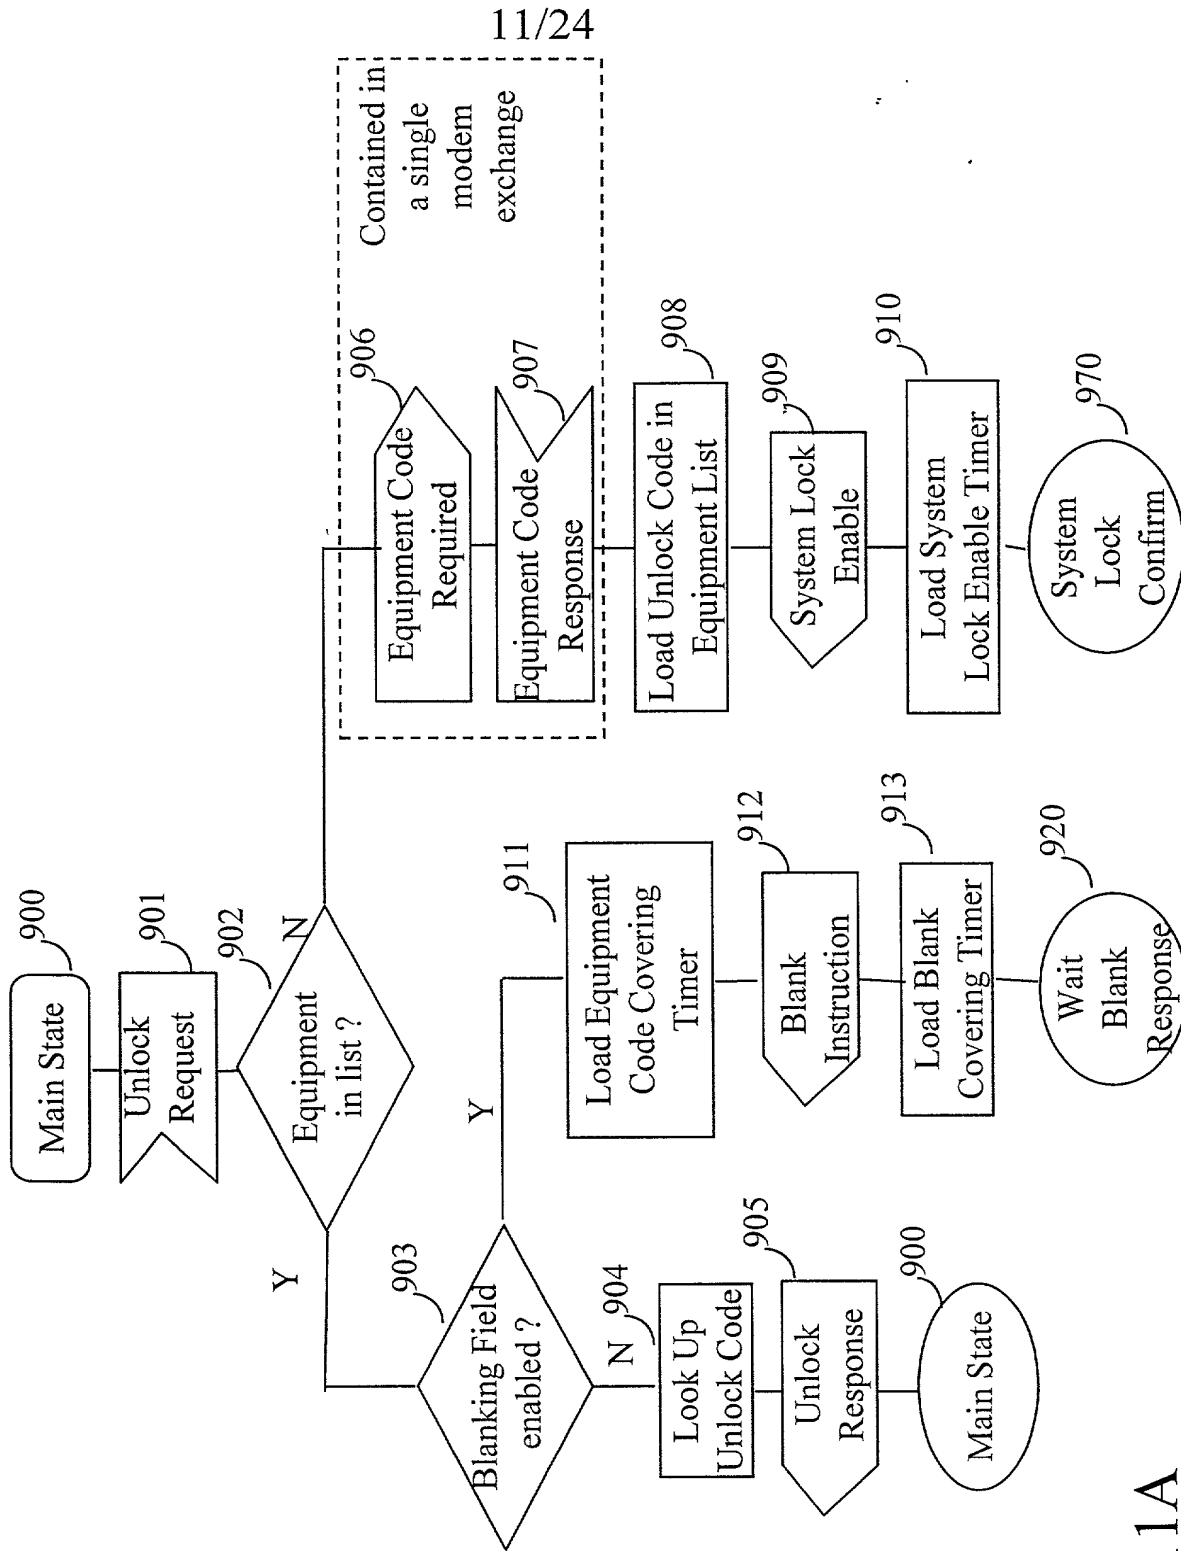 11/24
Main State
900
Unlock
Request
901
Equipment
in list ?
902
Y
N
Blanking Field
enabled ?
903
Y
N
Look Up
Unlock Code
904
Unlock
Response
905
Main State
900
Load Equipment
Code Covering
Timer
911
Blank
Instruction
912
Load Blank
Covering Timer
913
Wait
Blank
Response
920
Contained in
a single
modem
exchange
Equipment Code
Required
906
Equipment Code
Response
907
Load Unlock Code in
Equipment List
908
System Lock
Enable
909
Load System
Lock Enable Timer
910
System
Lock
Confirm
970